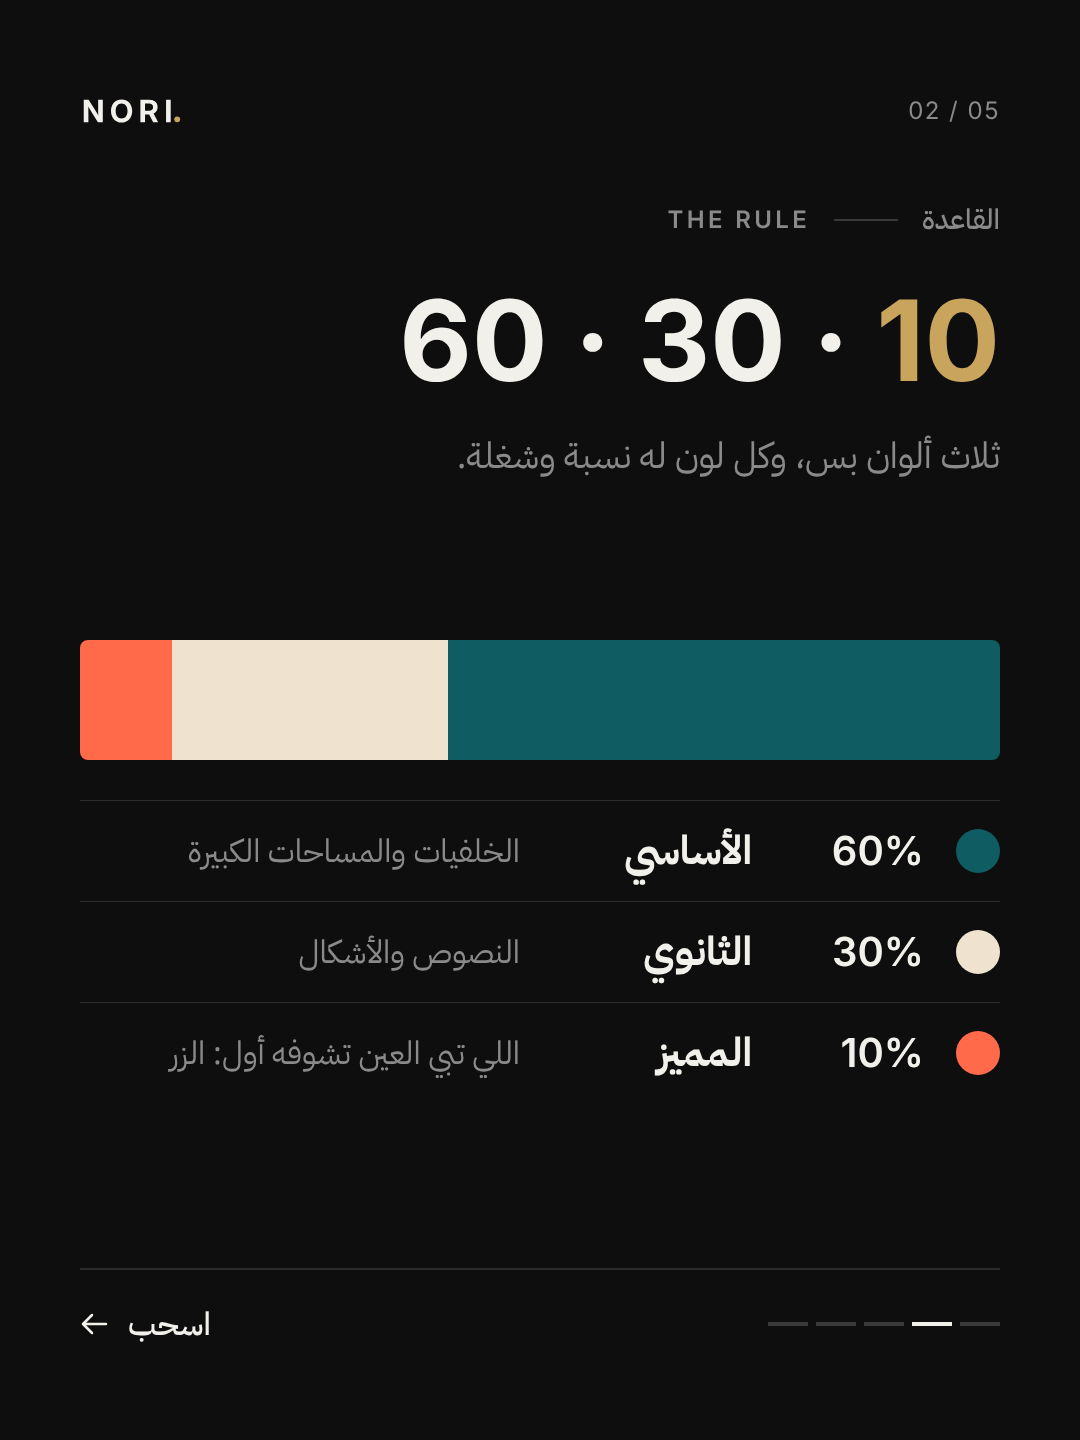 NORI.
02 / 05
القاعدة — THE RULE
60 · 30 · 10
ثلاث ألوان بس، وكل لون له نسبة وشغلة.
60% الأساسي الخلفيات والمساحات الكبيرة
30% الثانوي النصوص والأشكال
10% المميز اللي تبي العين تشوفه أول: الزر
اسحب ←